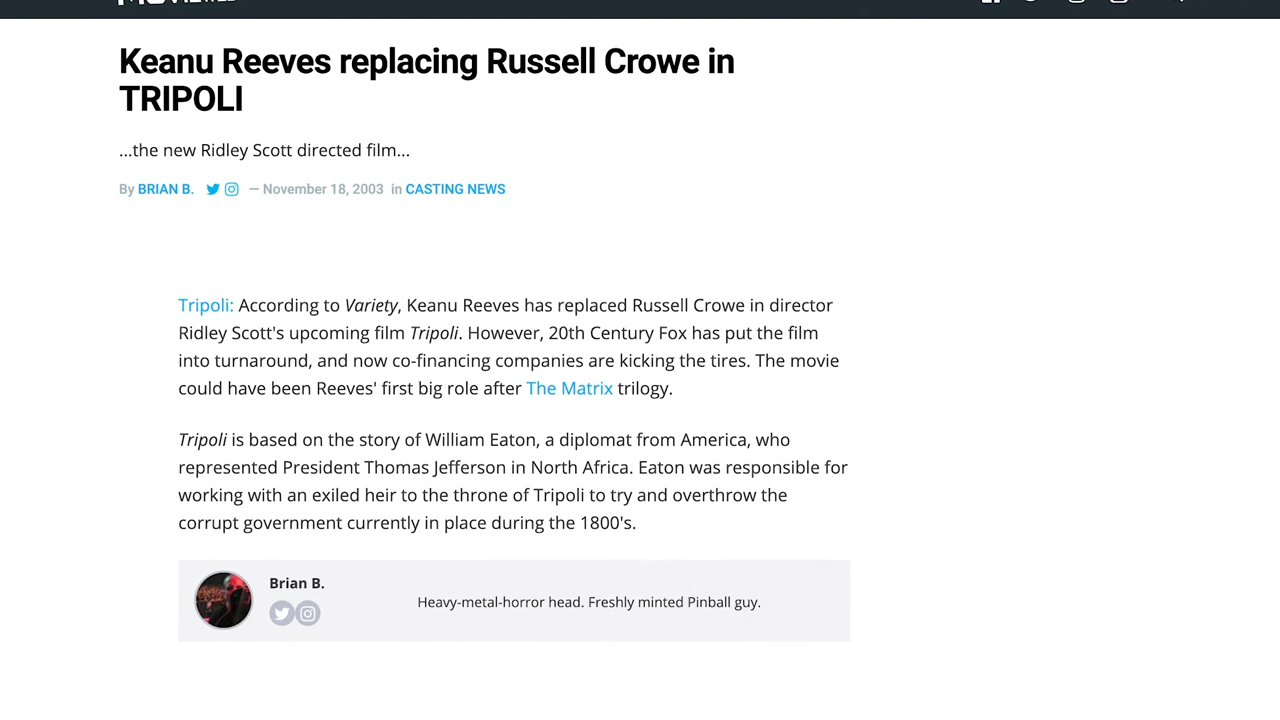 Keanu Reeves replacing Russell Crowe in
TRIPOLI
...the new Ridley Scott directed film...
By BRIAN B. — November 18, 2003 in CASTING NEWS
Tripoli: According to Variety, Keanu Reeves has replaced Russell Crowe in director
Ridley Scott's upcoming film Tripoli. However, 20th Century Fox has put the film
into turnaround, and now co-financing companies are kicking the tires. The movie
could have been Reeves' first big role after The Matrix trilogy.
Tripoli is based on the story of William Eaton, a diplomat from America, who
represented President Thomas Jefferson in North Africa. Eaton was responsible for
working with an exiled heir to the throne of Tripoli to try and overthrow the
corrupt government currently in place during the 1800's.
Brian B.
Heavy-metal-horror head. Freshly minted Pinball guy.